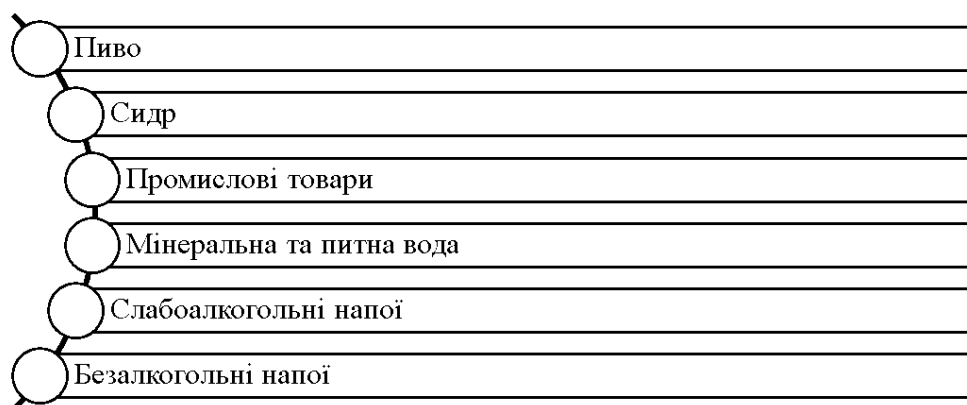 Пиво
Сидр
Промислові товари
Мінеральна та питна вода
Слабоалкогольні напої
Безалкогольні напої